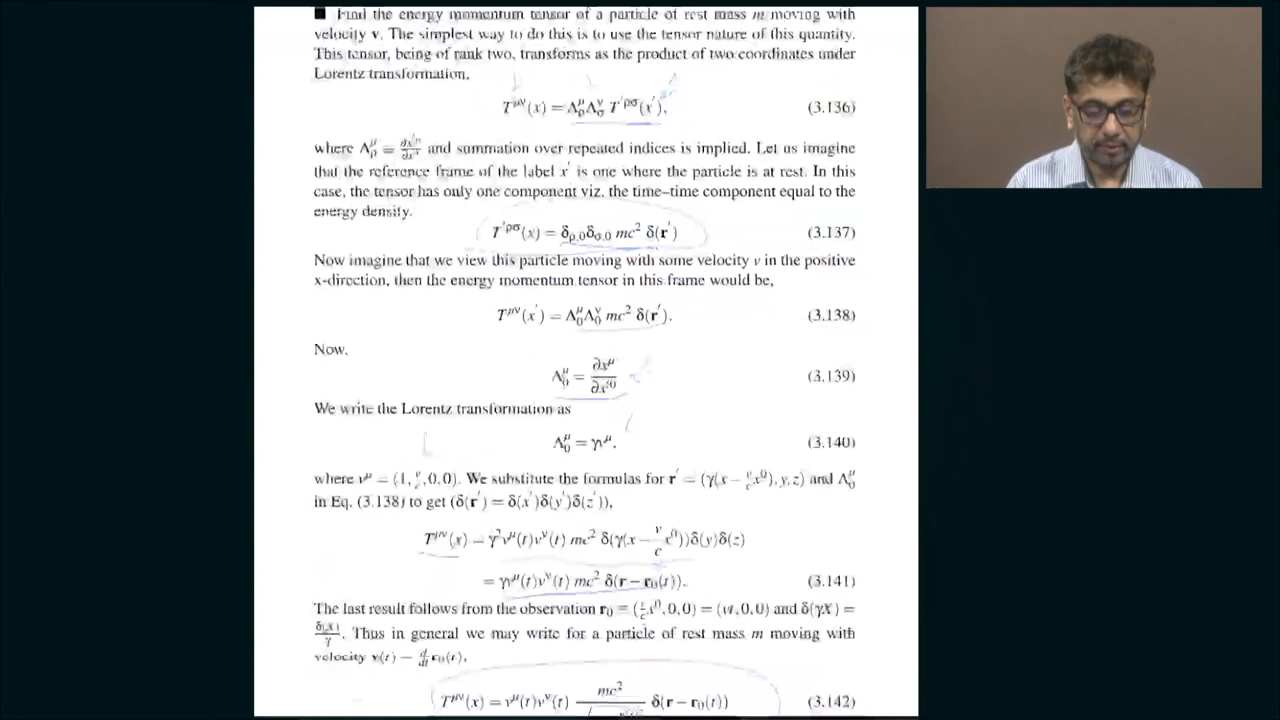 ■ Find the energy momentum tensor of a particle of rest mass m moving with
velocity v. The simplest way to do this is to use the tensor nature of this quantity.
This tensor, being of rank two, transforms as the product of two coordinates under
Lorentz transformation,
T^μν(x) = Λ^μ_ρ Λ^ν_σ T'^ρσ(x'), (3.136)
where Λ^μ_ρ = and summation over repeated indices is implied. Let us imagine
that the reference frame of the label x' is one where the particle is at rest. In this
case, the tensor has only one component viz. the time–time component equal to the
energy density.
T'^ρσ(x) = δ_ρ,0 δ_σ,0 mc² δ(r') (3.137)
Now imagine that we view this particle moving with some velocity v in the positive
x-direction, then the energy momentum tensor in this frame would be,
T^μν(x') = Λ^μ_0 Λ^ν_0 mc² δ(r'). (3.138)
Now,
Λ^μ_0 = ∂x^μ / ∂x'^0 (3.139)
We write the Lorentz transformation as
Λ^μ_0 = γv^μ. (3.140)
where v^μ = (1, v/c, 0, 0). We substitute the formulas for r' = (γ(x − v/c x^0), y, z) and Λ^μ_0
in Eq. (3.138) to get (δ(r') = δ(x')δ(y')δ(z')),
T^μν(x) = γ² v^μ(t)v^ν(t) mc² δ(γ(x − v/c x^0))δ(y)δ(z)
= γv^μ(t)v^ν(t) mc² δ(r − r_0(t)). (3.141)
The last result follows from the observation r_0 = (v/c x^0, 0, 0) = (vt, 0, 0) and δ(γX) =
δ(X)/γ. Thus in general we may write for a particle of rest mass m moving with
velocity v(t) = d/dt r_0(t),
T^μν(x) = v^μ(t)v^ν(t) mc² / δ(r − r_0(t)) (3.142)